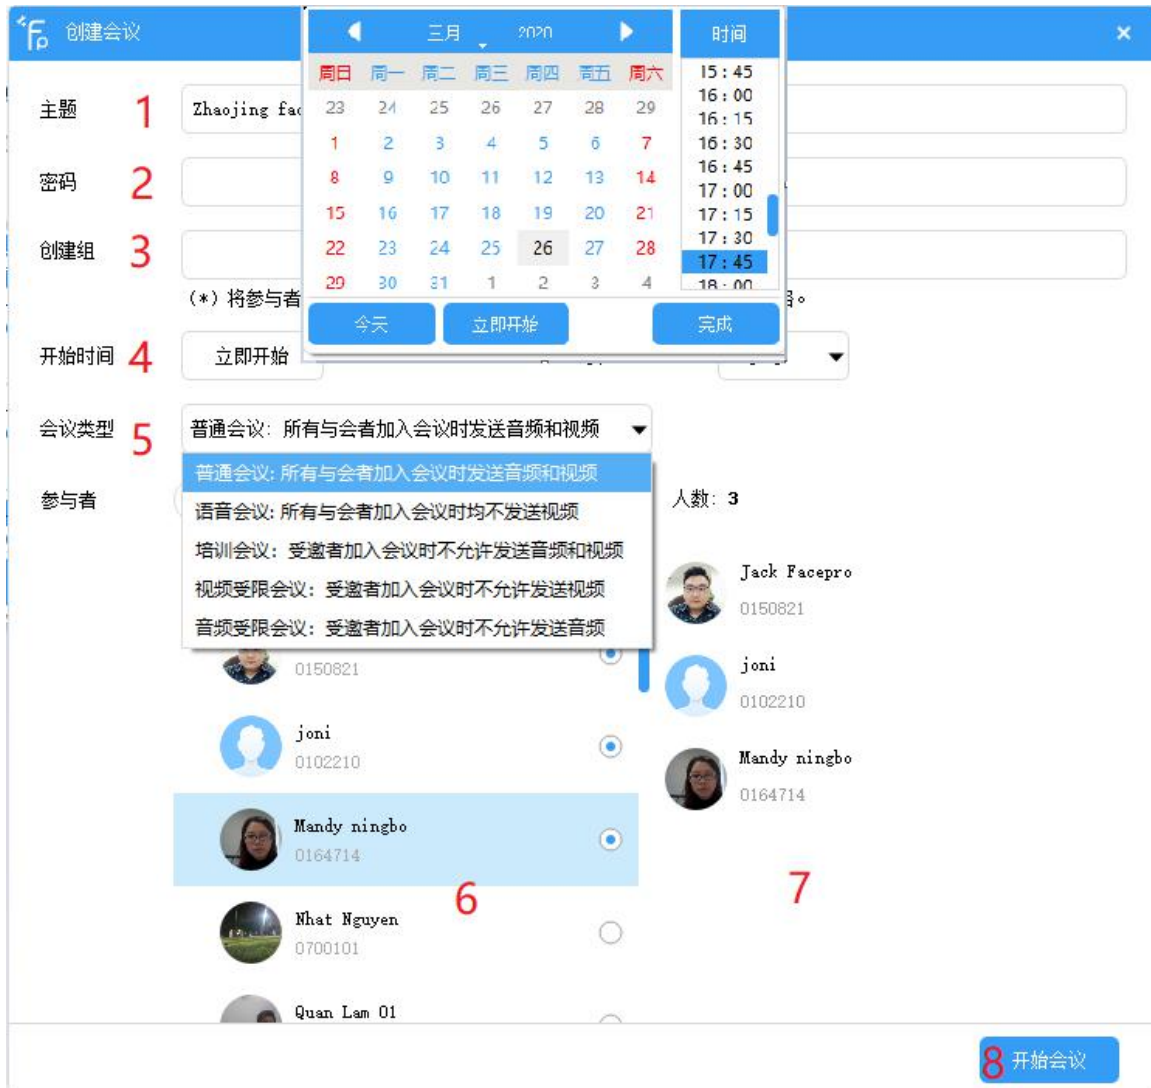 Fp 创建会议 ×
三月 2020 时间
周日 周一 周二 周三 周四 周五 周六
23 24 25 26 27 28 29
1 2 3 4 5 6 7
8 9 10 11 12 13 14
15 16 17 18 19 20 21
22 23 24 25 26 27 28
29 30 31 1 2 3 4
15:45
16:00
16:15
16:30
16:45
17:00
17:15
17:30
17:45
18:00
今天 立即开始 完成
主题 1 Zhaojing
密码 2
创建组 3
(*) 将参与者
开始时间 4 立即开始
会议类型 5 普通会议: 所有与会者加入会议时发送音频和视频
普通会议: 所有与会者加入会议时发送音频和视频
语音会议: 所有与会者加入会议时均不发送视频
培训会议: 受邀者加入会议时不允许发送音频和视频
视频受限会议: 受邀者加入会议时不允许发送视频
音频受限会议: 受邀者加入会议时不允许发送音频
参与者
0150821
joni
0102210
Mandy ningbo
0164714
6
Nhat Nguyen
0700101
Quan Lam 01
人数: 3
Jack Facepro
0150821
joni
0102210
Mandy ningbo
0164714
7
8 开始会议